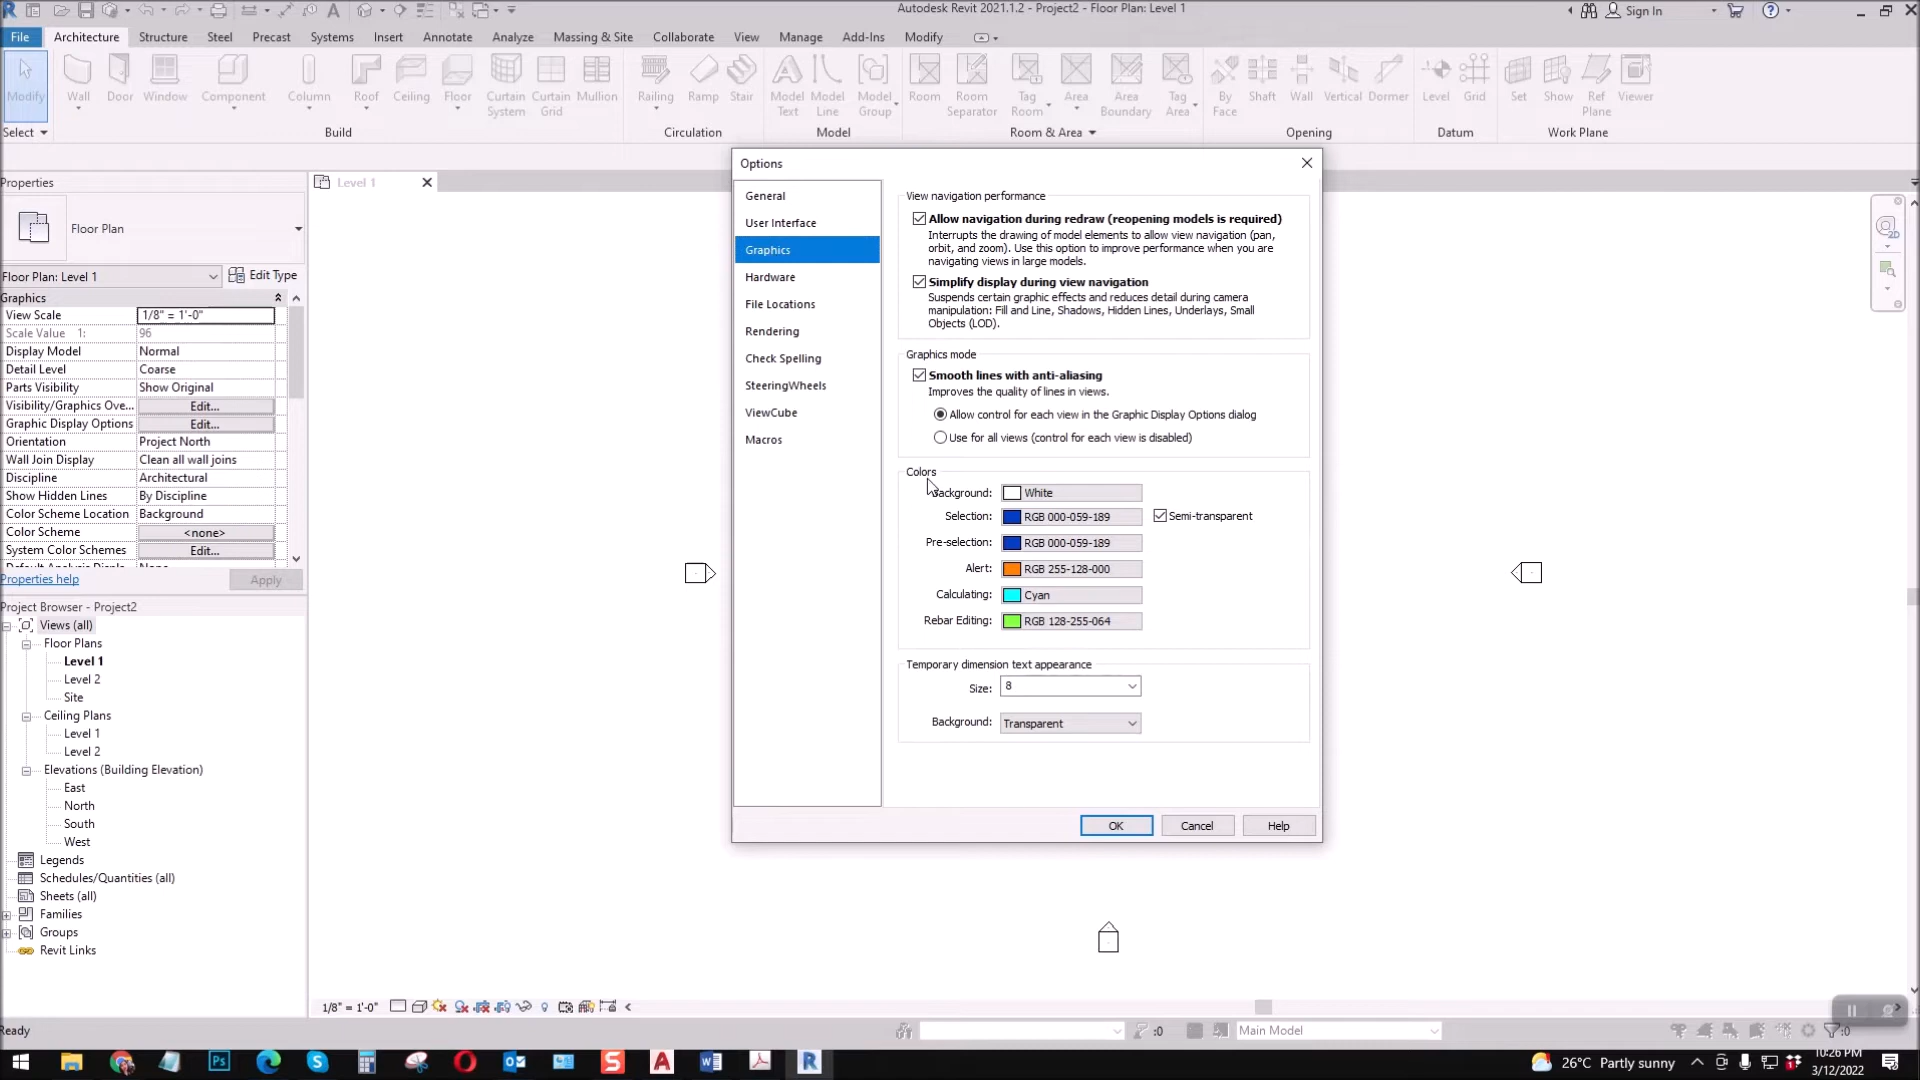 Autodesk Revit 2021.1.2 - Project2 - Floor Plan: Level 1
Sign In
File Architecture Structure Steel Precast Systems Insert Annotate Analyze Massing & Site Collaborate View Manage Add-Ins Modify
Modify Wall Door Window Component Column Roof Ceiling Floor Curtain System Curtain Grid Mullion Railing Ramp Stair Model Text Model Line Model Group Room Room Separator Tag Room Area Area Boundary Tag Area By Face Shaft Wall Vertical Dormer Level Grid Set Show Ref Plane Viewer
Select Build Circulation Model Room & Area Opening Datum Work Plane
Properties
Floor Plan
Floor Plan: Level 1 Edit Type
Graphics
View Scale 1/8" = 1'-0"
Scale Value 1: 96
Display Model Normal
Detail Level Coarse
Parts Visibility Show Original
Visibility/Graphics Ove... Edit...
Graphic Display Options Edit...
Orientation Project North
Wall Join Display Clean all wall joins
Discipline Architectural
Show Hidden Lines By Discipline
Color Scheme Location Background
Color Scheme <none>
System Color Schemes Edit...
Properties help Apply
Project Browser - Project2
Views (all)
Floor Plans
Level 1
Level 2
Site
Ceiling Plans
Level 1
Level 2
Elevations (Building Elevation)
East
North
South
West
Legends
Schedules/Quantities (all)
Sheets (all)
Families
Groups
Revit Links
Level 1
Options
General
User Interface
Graphics
Hardware
File Locations
Rendering
Check Spelling
SteeringWheels
ViewCube
Macros
View navigation performance
Allow navigation during redraw (reopening models is required)
Interrupts the drawing of model elements to allow view navigation (pan,
orbit, and zoom). Use this option to improve performance when you are
navigating views in large models.
Simplify display during view navigation
Suspends certain graphic effects and reduces detail during camera
manipulation: Fill and Line, Shadows, Hidden Lines, Underlays, Small
Objects (LOD).
Graphics mode
Smooth lines with anti-aliasing
Improves the quality of lines in views.
Allow control for each view in the Graphic Display Options dialog
Use for all views (control for each view is disabled)
Colors
Background: White
Selection: RGB 000-059-189 Semi-transparent
Pre-selection: RGB 000-059-189
Alert: RGB 255-128-000
Calculating: Cyan
Rebar Editing: RGB 128-255-064
Temporary dimension text appearance
Size: 8
Background: Transparent
OK Cancel Help
2D
1/8" = 1'-0"
Ready :0 Main Model :0
26°C Partly sunny
10:26 PM
3/12/2022